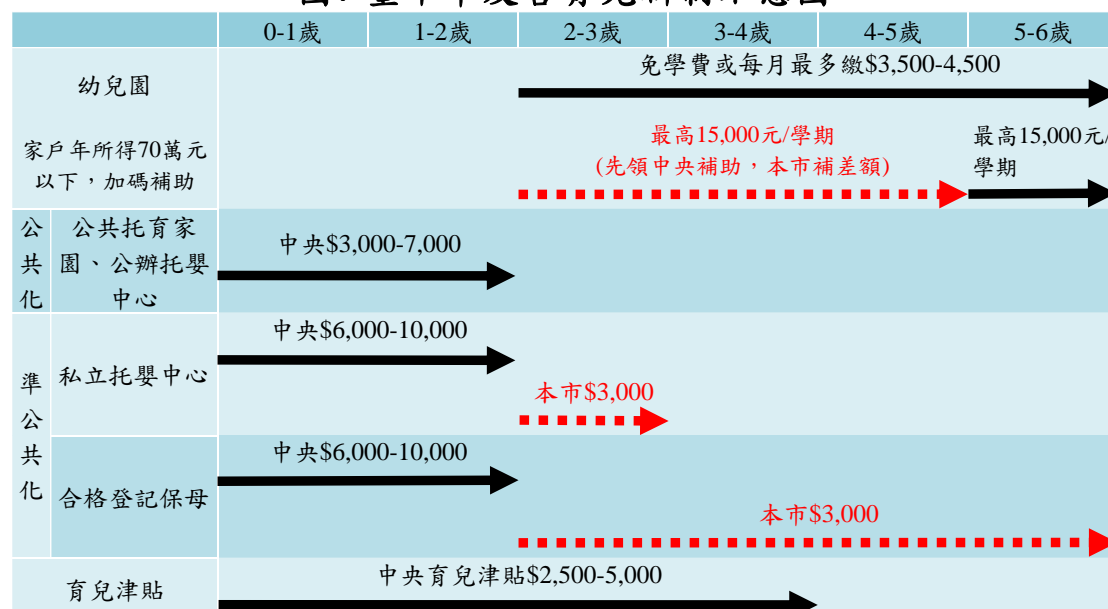 0-1歲 1-2歲 2-3歲 3-4歲 4-5歲 5-6歲
幼兒園
免學費或每月最多繳$3,500-4,500
家戶年所得70萬元
以下，加碼補助
最高15,000元/學期
(先領中央補助，本市補差額)
最高15,000元/
學期
公共化
公共托育家
園、公辦托嬰
中心
中央$3,000-7,000
準公共化
私立托嬰中心
中央$6,000-10,000
本市$3,000
合格登記保母
中央$6,000-10,000
本市$3,000
育兒津貼
中央育兒津貼$2,500-5,000